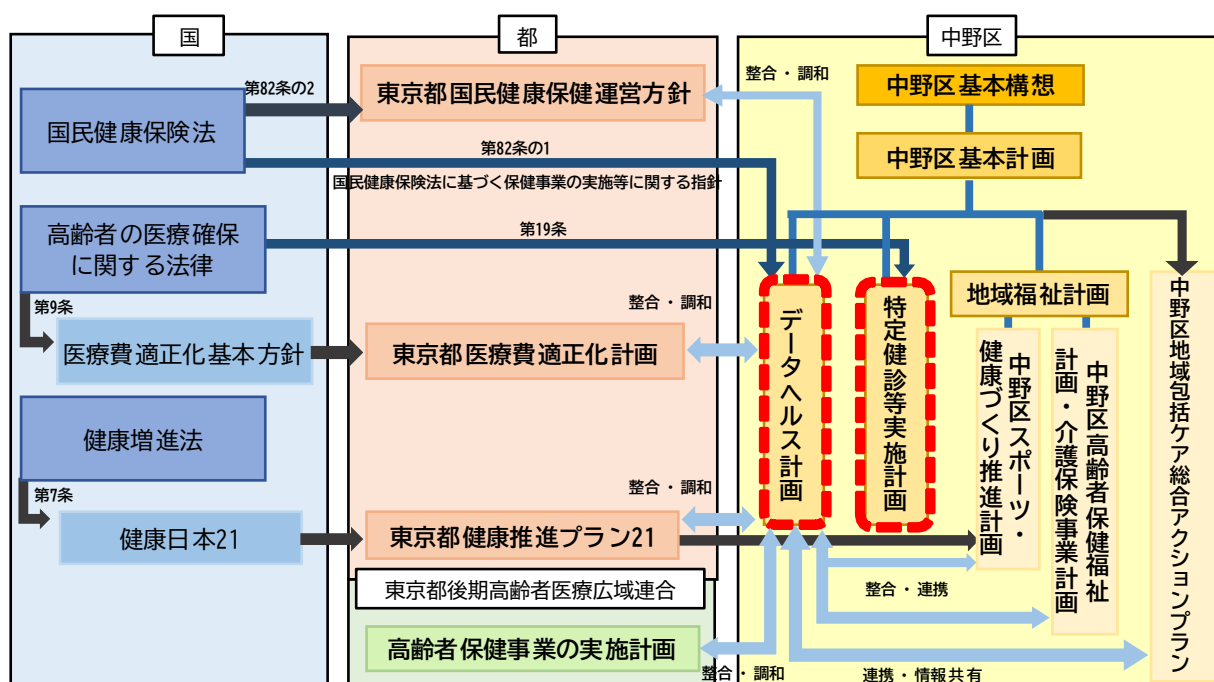 国
都
中野区
国民健康保険法
第82条の2
東京都国民健康保健運営方針
整合・調和
中野区基本構想
第82条の1
国民健康保険法に基づく保健事業の実施等に関する指針
中野区基本計画
高齢者の医療確保
に関する法律
第19条
第9条
医療費適正化基本方針
東京都医療費適正化計画
整合・調和
データヘルス計画
特定健診等実施計画
地域福祉計画
中野区スポーツ・
健康づくり推進計画
中野区高齢者保健福祉
計画・介護保険事業計画
中野区地域包括ケア総合アクションプラン
健康増進法
第7条
健康日本21
東京都健康推進プラン21
整合・調和
東京都後期高齢者医療広域連合
高齢者保健事業の実施計画
整合・調和
整合・連携
連携・情報共有